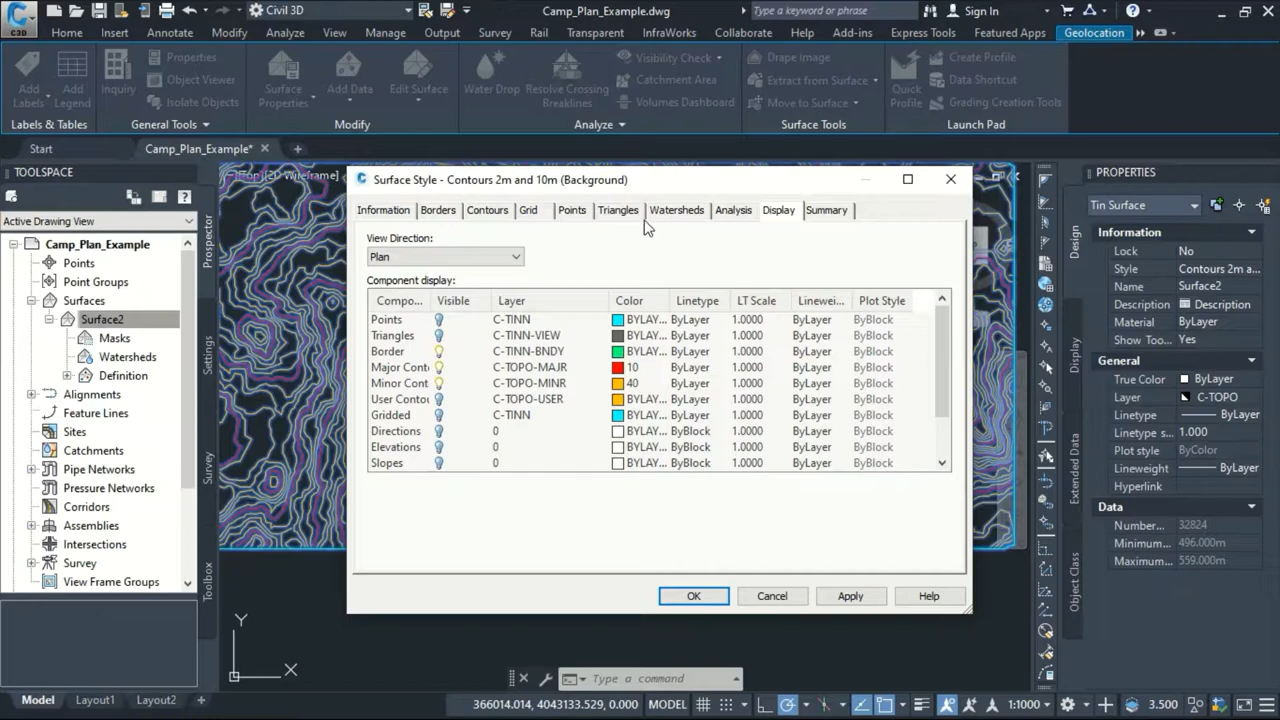 C3D
Civil 3D
Camp_Plan_Example.dwg
Type a keyword or phrase
Sign In
Home Insert Annotate Modify Analyze View Manage Output Survey Rail Transparent InfraWorks Collaborate Help Add-ins Express Tools Featured Apps Geolocation
Add Labels
Add Legend
Labels & Tables
Inquiry
Properties
Object Viewer
Isolate Objects
General Tools
Surface Properties
Add Data
Edit Surface
Modify
Water Drop
Resolve Crossing Breaklines
Visibility Check
Catchment Area
Volumes Dashboard
Analyze
Drape Image
Extract from Surface
Move to Surface
Surface Tools
Quick Profile
Create Profile
Data Shortcut
Grading Creation Tools
Launch Pad
Start
Camp_Plan_Example*
TOOLSPACE
Active Drawing View
Camp_Plan_Example
Points
Point Groups
Surfaces
Surface2
Masks
Watersheds
Definition
Alignments
Feature Lines
Sites
Catchments
Pipe Networks
Pressure Networks
Corridors
Assemblies
Intersections
Survey
View Frame Groups
Prospector
Settings
Survey
Toolbox
Surface Style - Contours 2m and 10m (Background)
Information Borders Contours Grid Points Triangles Watersheds Analysis Display Summary
View Direction:
Plan
Component display:
Compo... Visible Layer Color Linetype LT Scale Linewei... Plot Style
Points C-TINN BYLAY... ByLayer 1.0000 ByLayer ByBlock
Triangles C-TINN-VIEW BYLAY... ByLayer 1.0000 ByLayer ByBlock
Border C-TINN-BNDY BYLAY... ByLayer 1.0000 ByLayer ByBlock
Major Cont C-TOPO-MAJR 10 ByLayer 1.0000 ByLayer ByBlock
Minor Cont C-TOPO-MINR 40 ByLayer 1.0000 ByLayer ByBlock
User Contou C-TOPO-USER BYLAY... ByLayer 1.0000 ByLayer ByBlock
Gridded C-TINN BYLAY... ByLayer 1.0000 ByLayer ByBlock
Directions 0 BYLAY... ByBlock 1.0000 ByLayer ByBlock
Elevations 0 BYLAY... ByBlock 1.0000 ByLayer ByBlock
Slopes 0 BYLAY... ByBlock 1.0000 ByLayer ByBlock
OK Cancel Apply Help
PROPERTIES
Tin Surface
Information
Lock No
Style Contours 2m a...
Name Surface2
Description Description
Material ByLayer
Show Too... Yes
General
True Color ByLayer
Layer C-TOPO
Linetype ByLayer
Linetype s... 1.000
Plot style ByColor
Lineweight ByLayer
Hyperlink
Data
Number... 32824
Minimum... 496.000m
Maximum... 559.000m
Design
Display
Extended Data
Object Class
Y
X
Type a command
Model Layout1 Layout2
366014.014, 4043133.529, 0.000 MODEL 1:1000 3.500